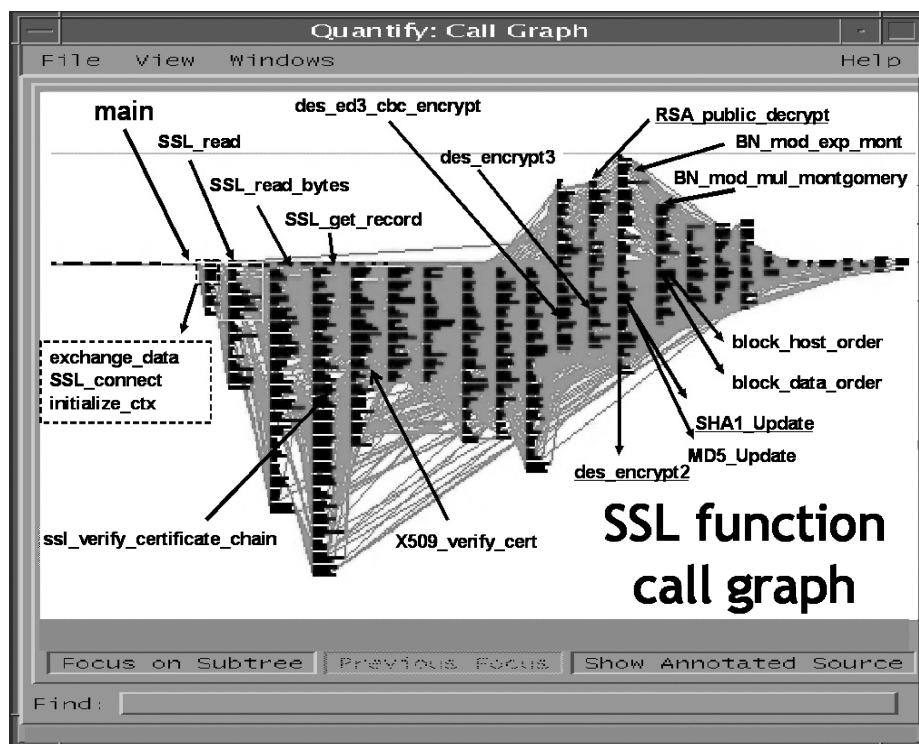 Quantify: Call Graph
File View Windows Help
main
des_ed3_cbc_encrypt
RSA_public_decrypt
SSL_read
des_encrypt3
BN_mod_exp_mont
SSL_read_bytes
BN_mod_mul_montgomery
SSL_get_record
exchange_data
SSL_connect
initialize_ctx
block_host_order
block_data_order
SHA1_Update
MD5_Update
des_encrypt2
ssl_verify_certificate_chain
X509_verify_cert
SSL function
call graph
Focus on Subtree Previous Focus Show Annotated Source
Find: